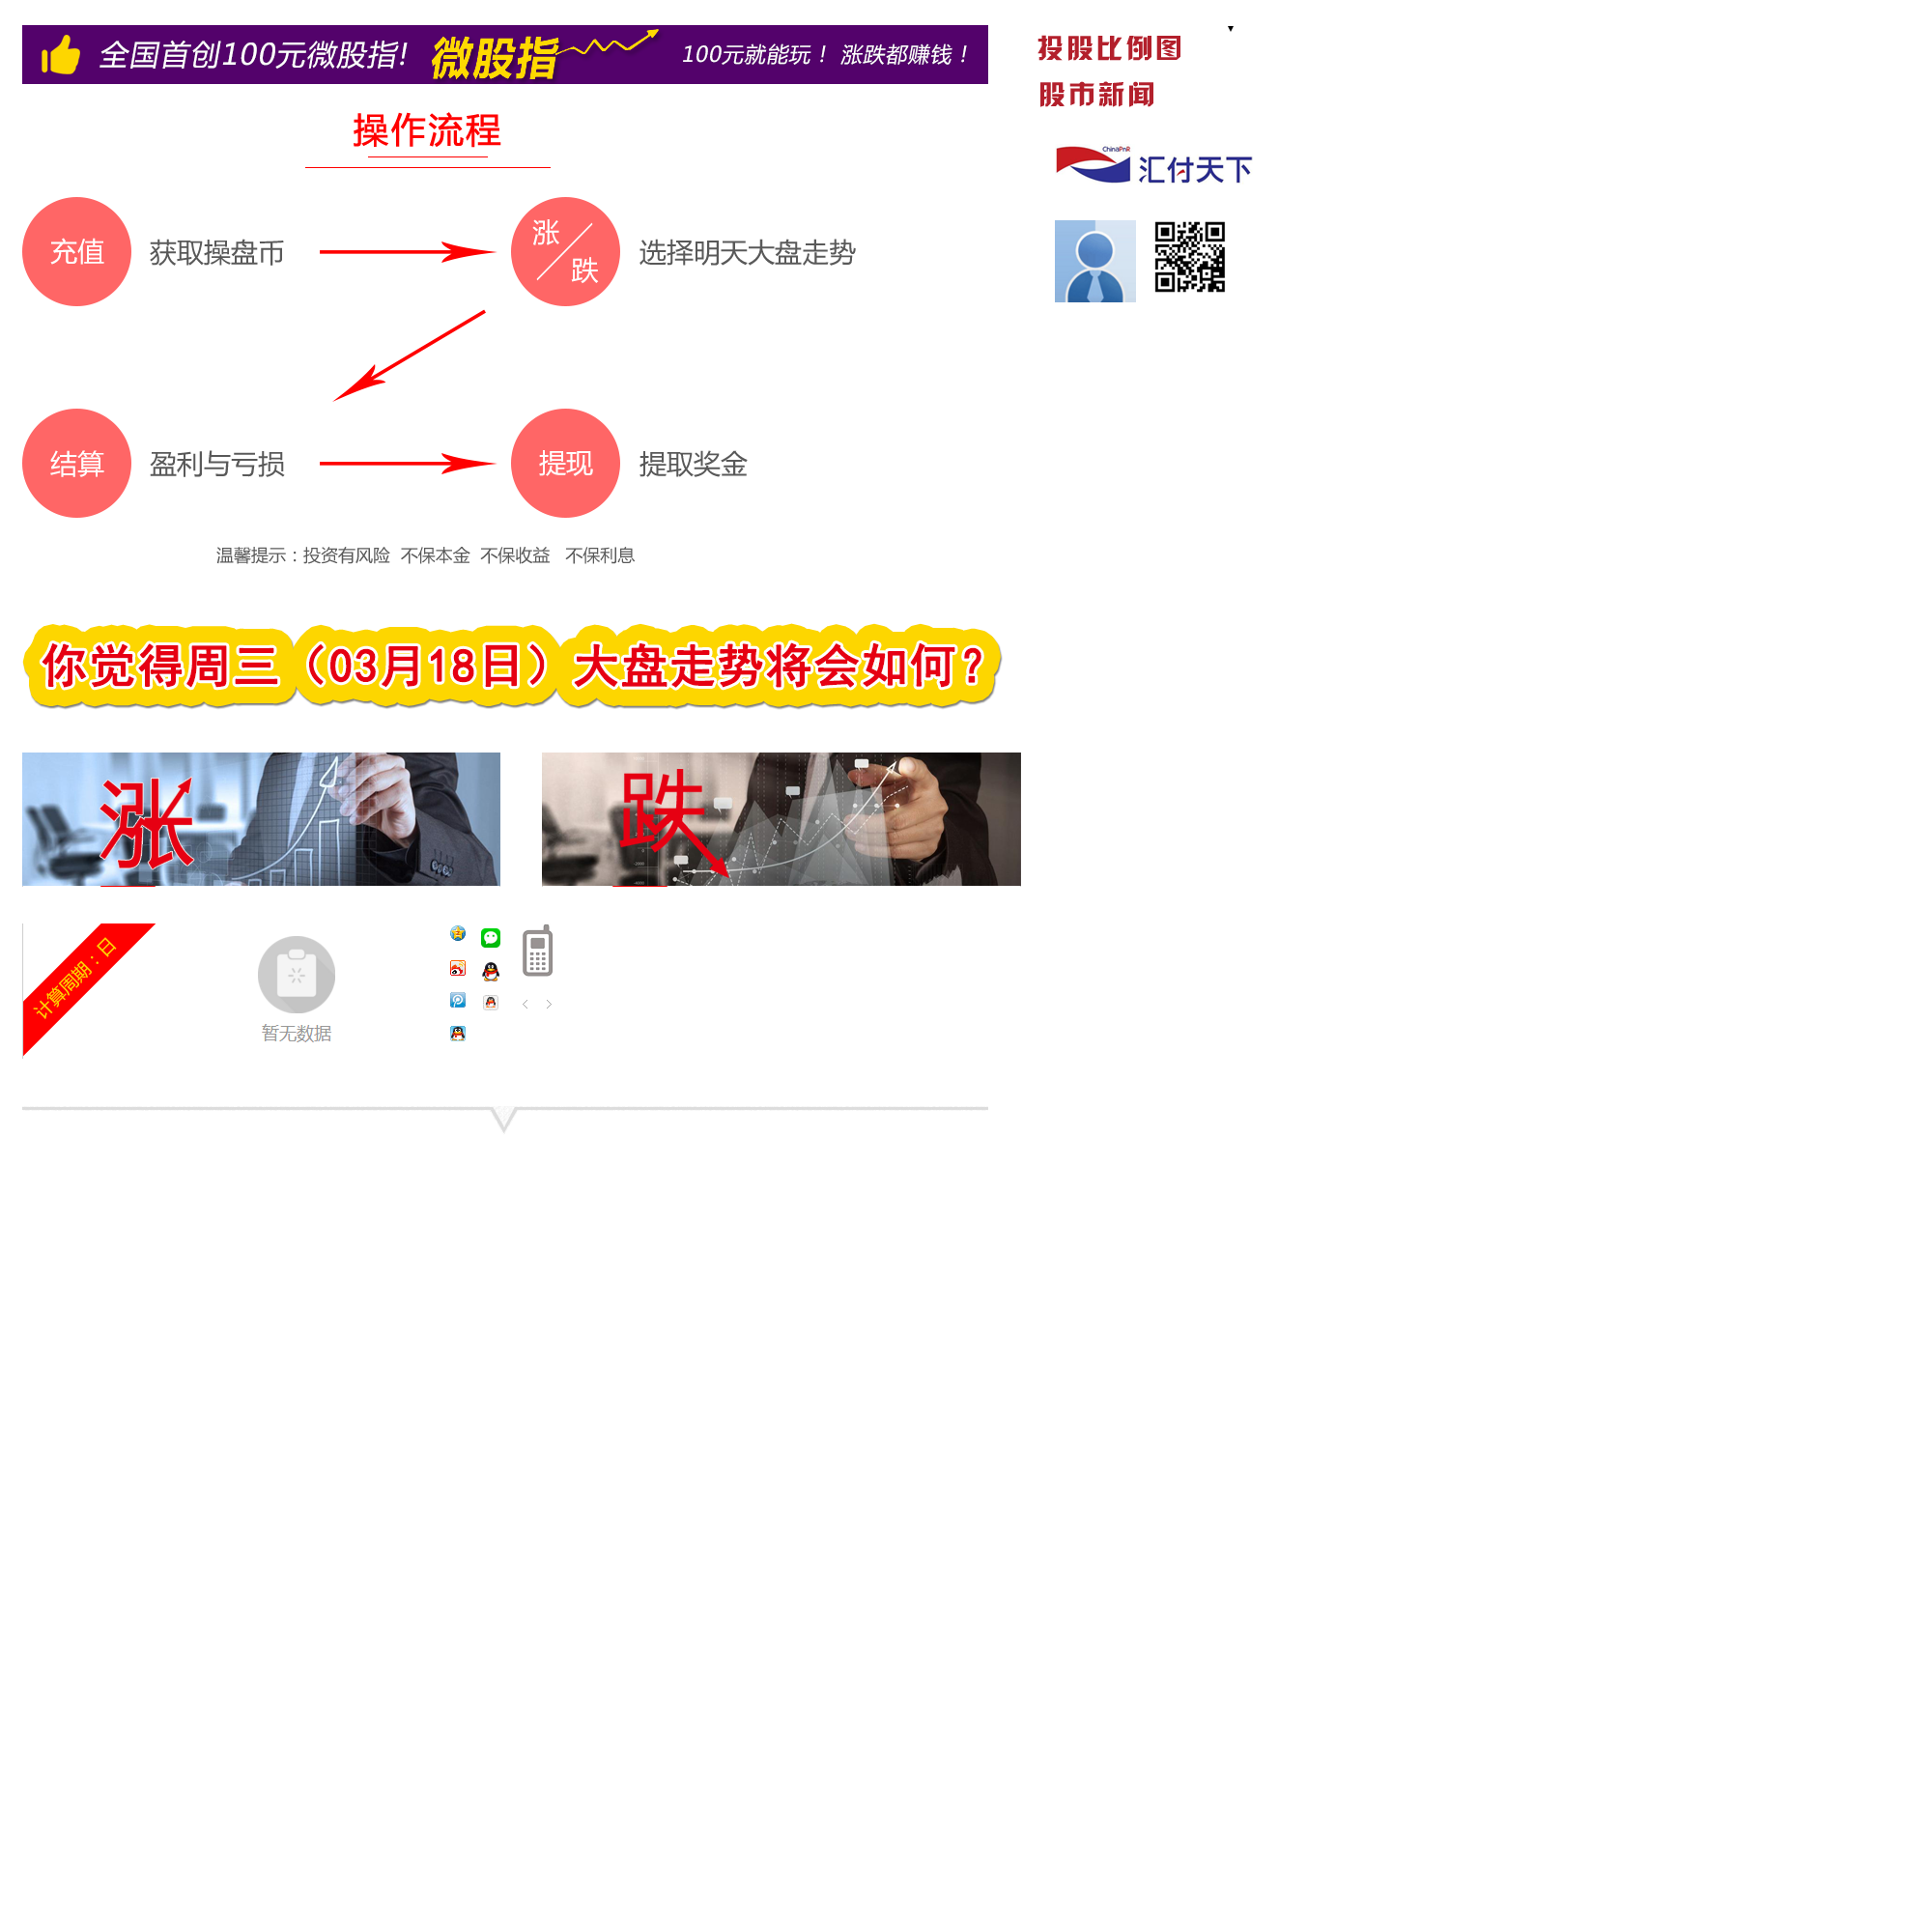 全国首创100元微股指! 微股指 100元就能玩！ 涨跌都赚钱！
投股比例图
股市新闻
操作流程
ChinaPnR 汇付天下
充值 获取操盘币
涨/跌 选择明天大盘走势
结算 盈利与亏损
提现 提取奖金
温馨提示：投资有风险 不保本金 不保收益 不保利息
你觉得周三（03月18日）大盘走势将会如何?
涨
跌
计算周期：日
暂无数据